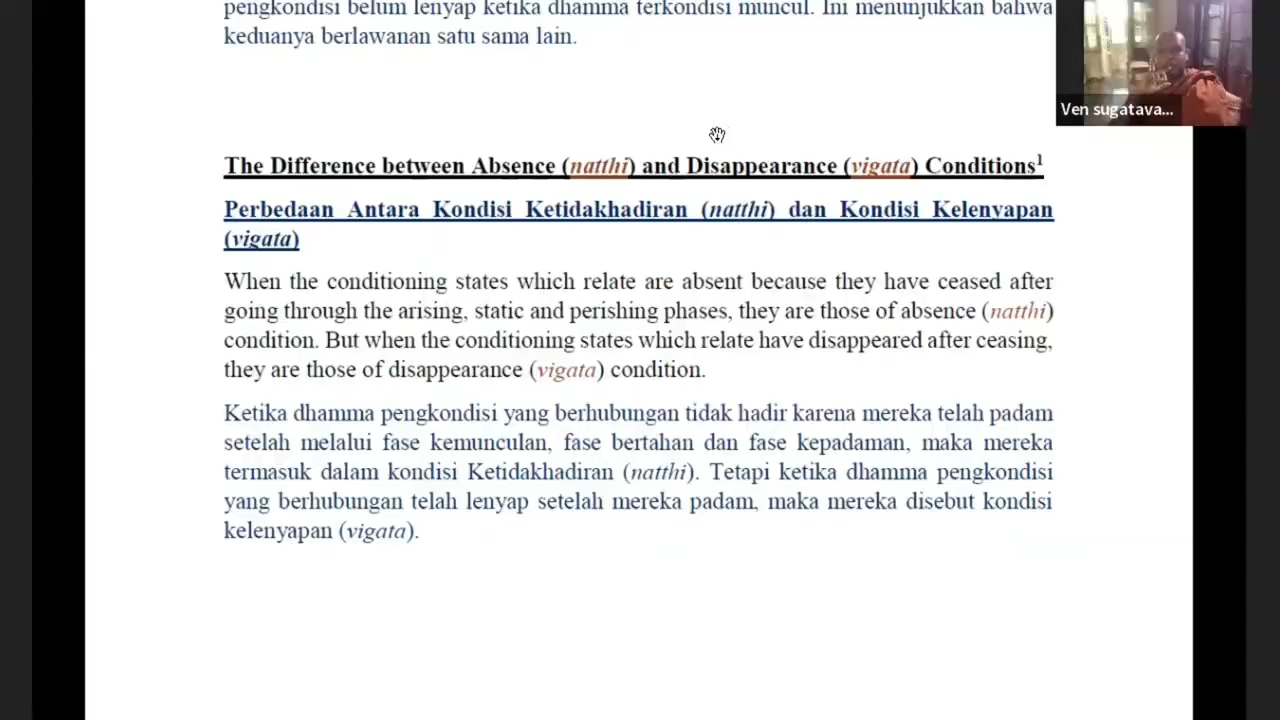 pengkondisi belum lenyap ketika dhamma terkondisi muncul. Ini menunjukkan bahwa
keduanya berlawanan satu sama lain.
Ven sugatava...
The Difference between Absence (natthi) and Disappearance (vigata) Conditions¹
Perbedaan Antara Kondisi Ketidakhadiran (natthi) dan Kondisi Kelenyapan
(vigata)
When the conditioning states which relate are absent because they have ceased after
going through the arising, static and perishing phases, they are those of absence (natthi)
condition. But when the conditioning states which relate have disappeared after ceasing,
they are those of disappearance (vigata) condition.
Ketika dhamma pengkondisi yang berhubungan tidak hadir karena mereka telah padam
setelah melalui fase kemunculan, fase bertahan dan fase kepadaman, maka mereka
termasuk dalam kondisi Ketidakhadiran (natthi). Tetapi ketika dhamma pengkondisi
yang berhubungan telah lenyap setelah mereka padam, maka mereka disebut kondisi
kelenyapan (vigata).